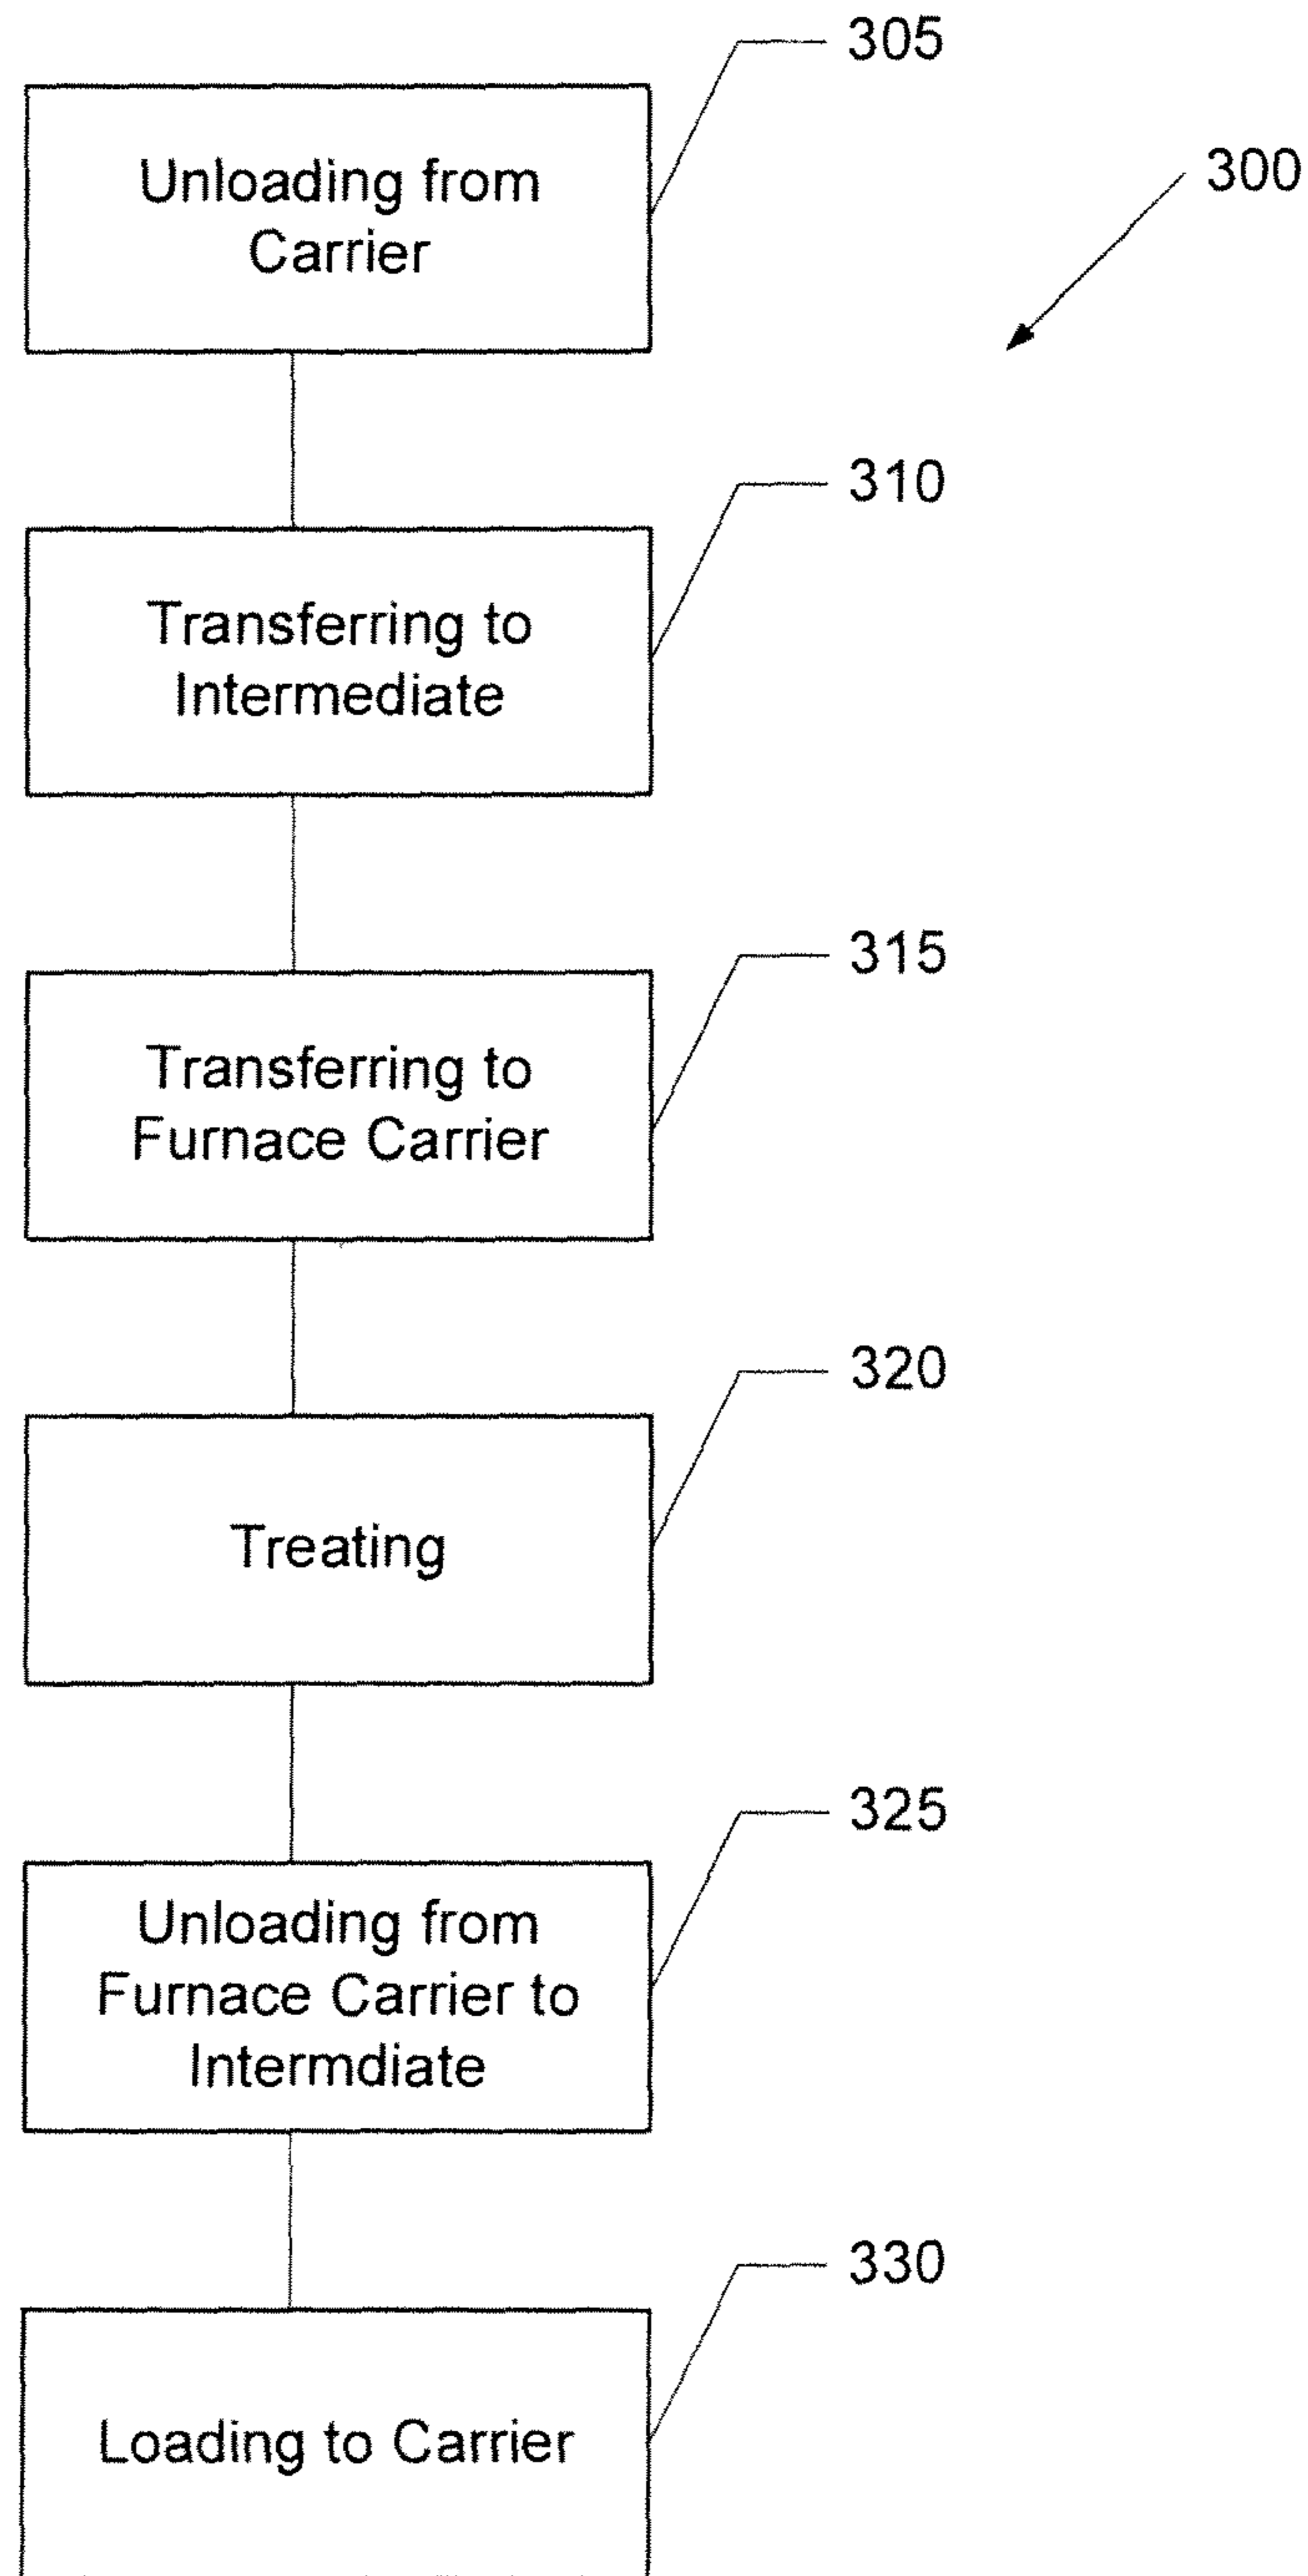 305
300
Unloading from
Carrier
310
Transferring to
Intermediate
315
Transferring to
Furnace Carrier
320
Treating
325
Unloading from
Furnace Carrier to
Intermdiate
330
Loading to Carrier